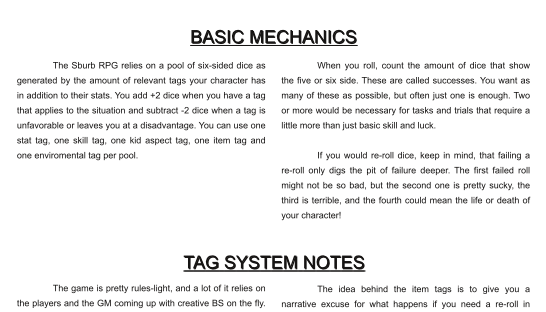 BASIC MECHANICS
The Sburb RPG relies on a pool of six-sided dice as
generated by the amount of relevant tags your character has
in addition to their stats. You add +2 dice when you have a tag
that applies to the situation and subtract -2 dice when a tag is
unfavorable or leaves you at a disadvantage. You can use one
stat tag, one skill tag, one kid aspect tag, one item tag and
one enviromental tag per pool.
When you roll, count the amount of dice that show
the five or six side. These are called successes. You want as
many of these as possible, but often just one is enough. Two
or more would be necessary for tasks and trials that require a
little more than just basic skill and luck.
If you would re-roll dice, keep in mind, that failing a
re-roll only digs the pit of failure deeper. The first failed roll
might not be so bad, but the second one is pretty sucky, the
third is terrible, and the fourth could mean the life or death of
your character!
TAG SYSTEM NOTES
The game is pretty rules-light, and a lot of it relies on
the players and the GM coming up with creative BS on the fly.
The idea behind the item tags is to give you a
narrative excuse for what happens if you need a re-roll in